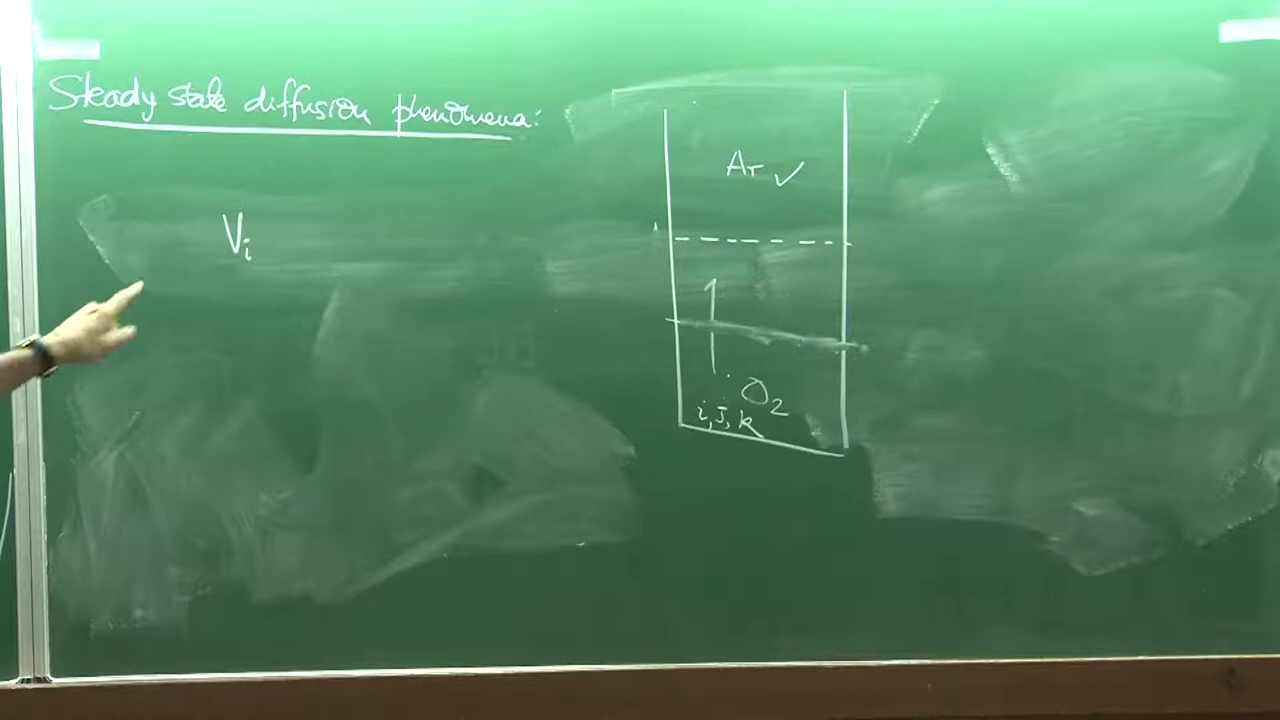 Steady state diffusion phenomena:
Ar ✓
Vi
O2
i, j, k